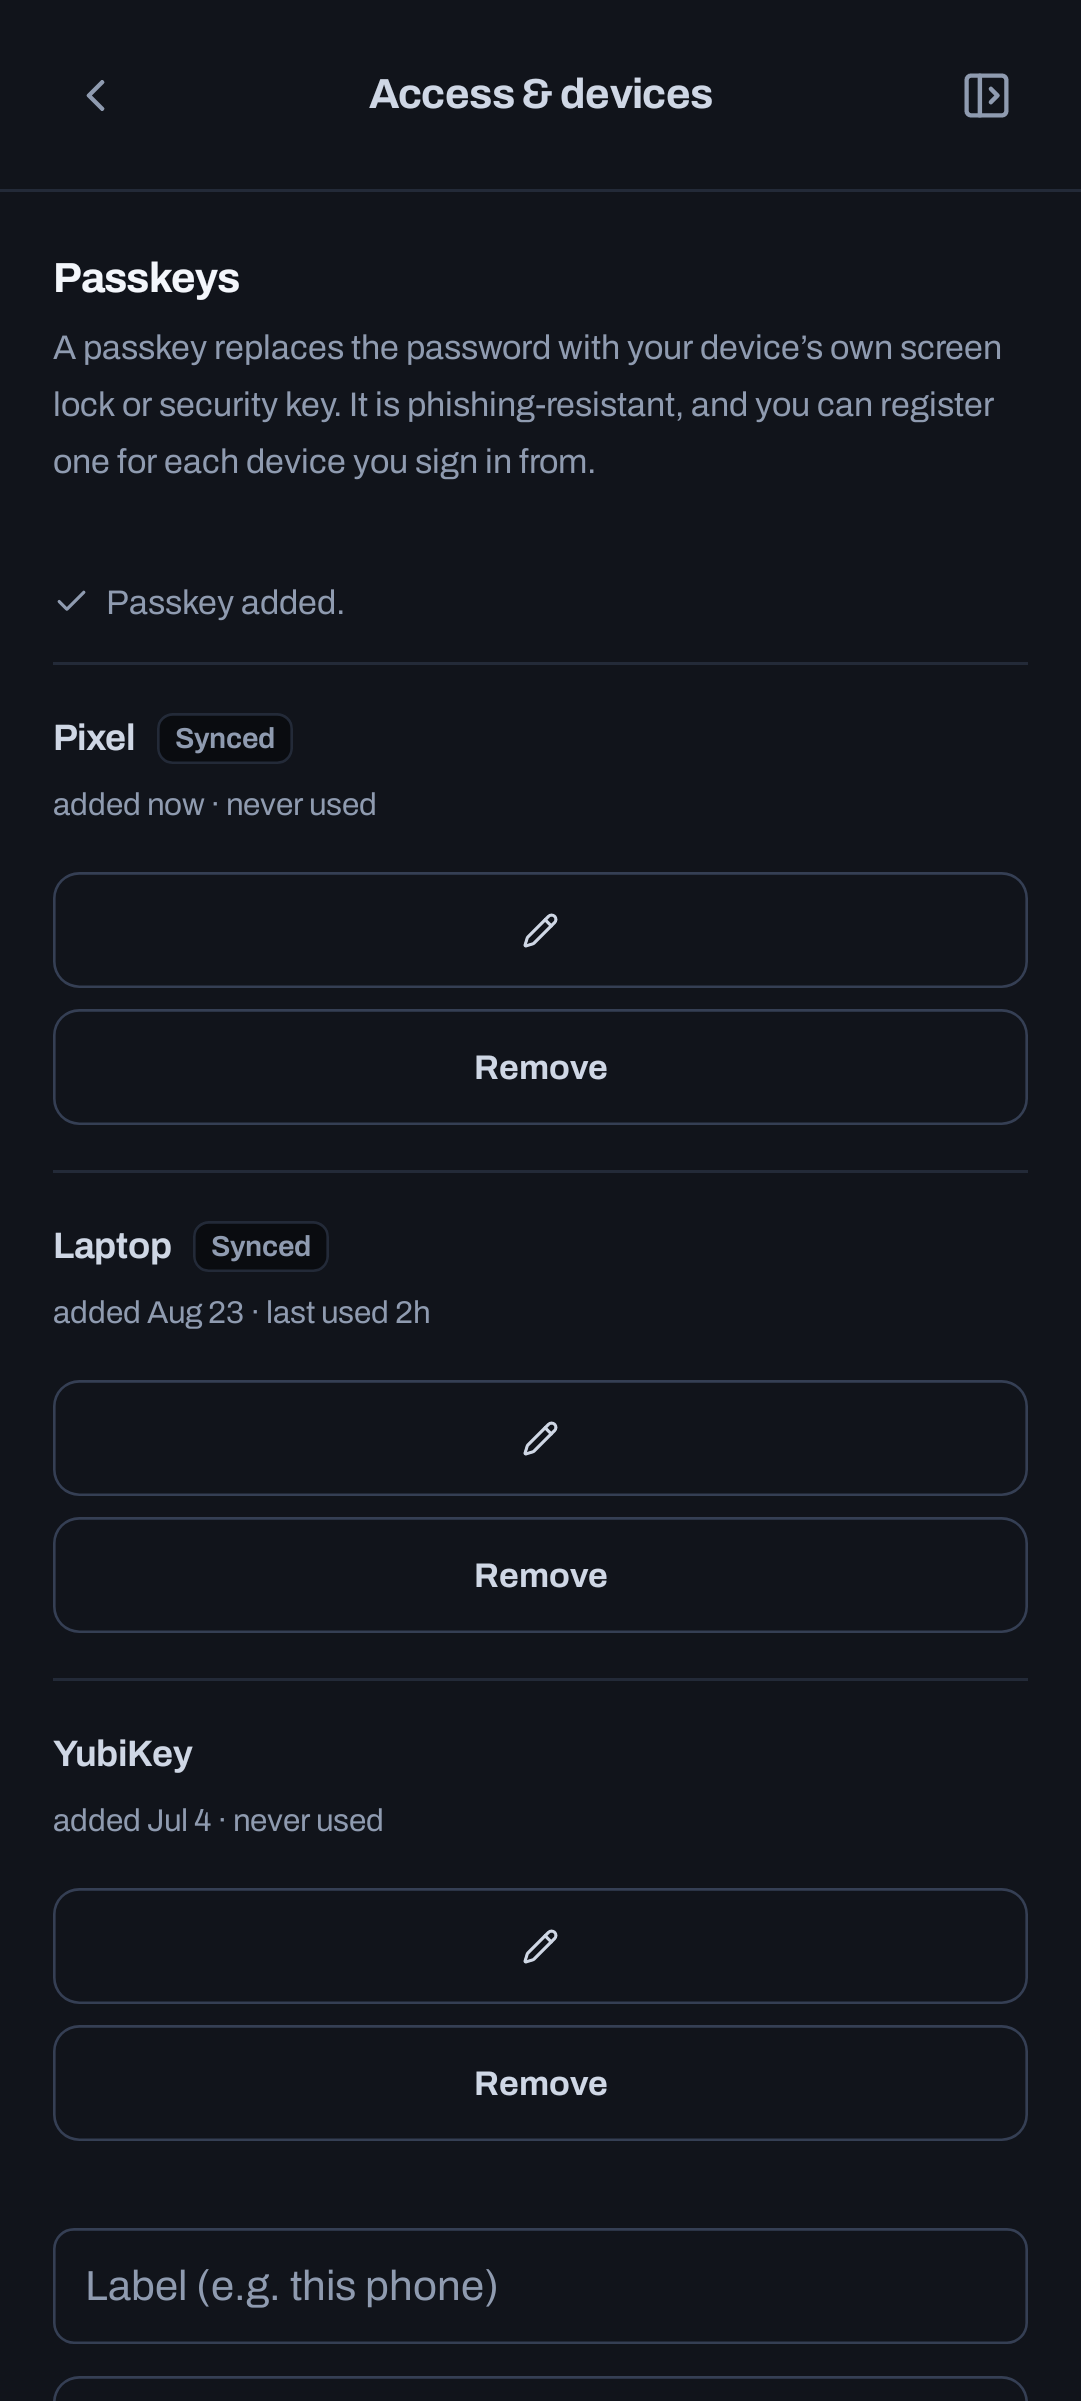 Access & devices
Passkeys
A passkey replaces the password with your device’s own screen
lock or security key. It is phishing-resistant, and you can register
one for each device you sign in from.
Passkey added.
Pixel Synced
added now · never used
Remove
Laptop Synced
added Aug 23 · last used 2h
Remove
YubiKey
added Jul 4 · never used
Remove
Label (e.g. this phone)